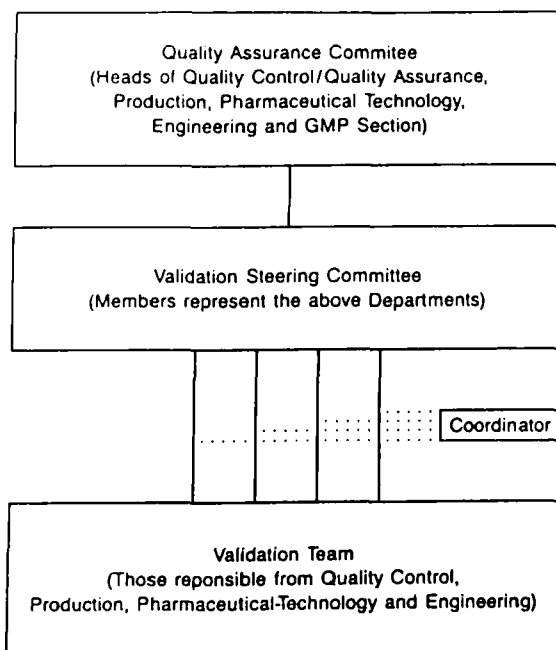 Quality Assurance Commitee
(Heads of Quality Control/Quality Assurance,
Production, Pharmaceutical Technology,
Engineering and GMP Section)
Validation Steering Committee
(Members represent the above Departments)
Coordinator
Validation Team
(Those reponsible from Quality Control,
Production, Pharmaceutical-Technology and Engineering)